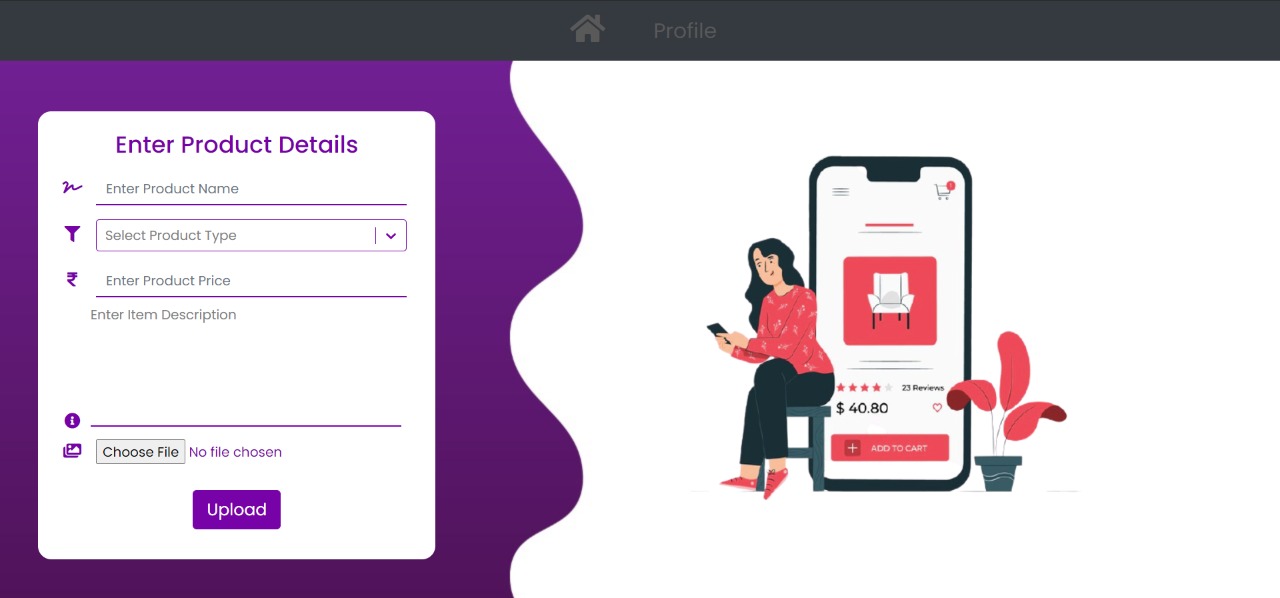 Profile
Enter Product Details
Enter Product Name
Select Product Type
Enter Product Price
Enter Item Description
Choose File No file chosen
Upload
23 Reviews
$ 40.80
ADD TO CART